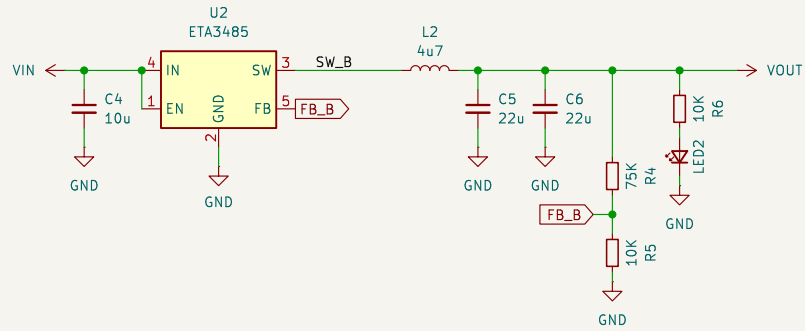 U2
ETA3485
VIN
4
IN
1
EN
GND
2
SW
3
FB
5
FB_B
SW_B
L2
4u7
VOUT
C4
10u
GND
GND
C5
22u
GND
C6
22u
GND
75K
R4
FB_B
10K
R5
GND
10K
R6
LED2
GND